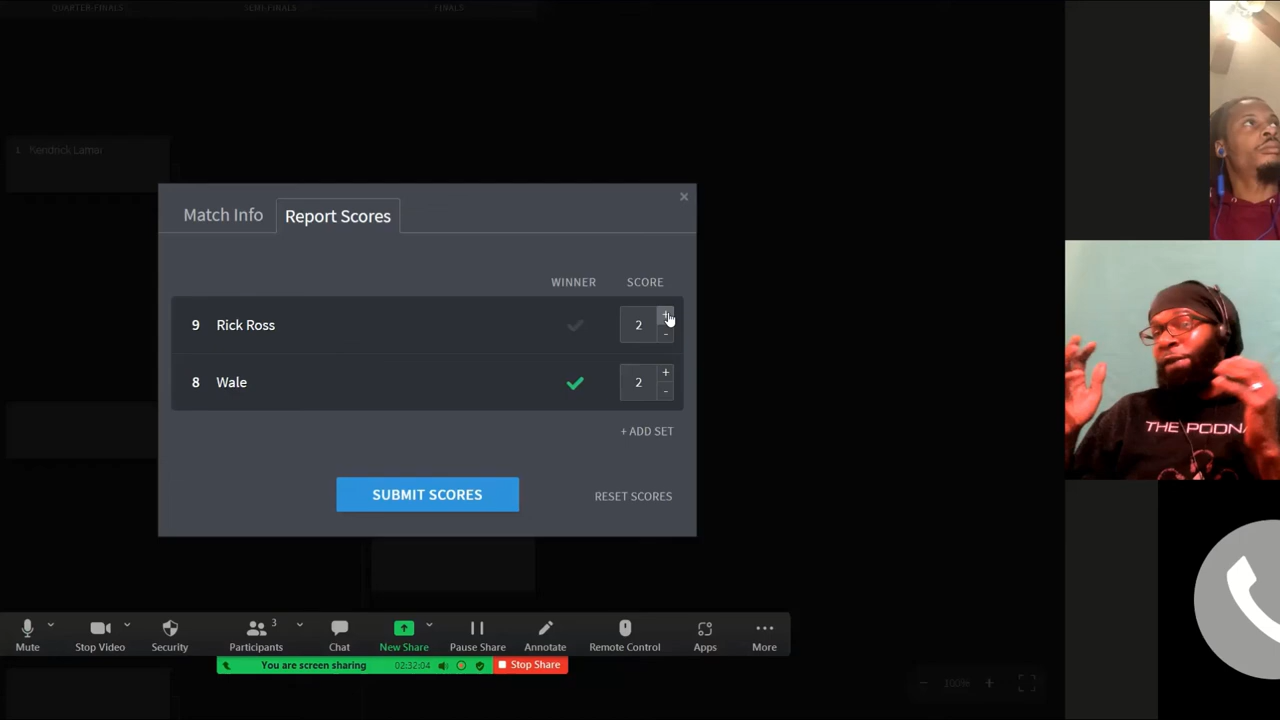 QUARTER-FINALS SEMI-FINALS FINALS
1 Kendrick Lamar
Match Info Report Scores ×
WINNER SCORE
9 Rick Ross 2 + -
8 Wale 2 + -
+ ADD SET
SUBMIT SCORES RESET SCORES
THE PODNA
Mute Stop Video Security Participants 3 Chat New Share Pause Share Annotate Remote Control Apps More
You are screen sharing 02:32:04 Stop Share
− 100% +